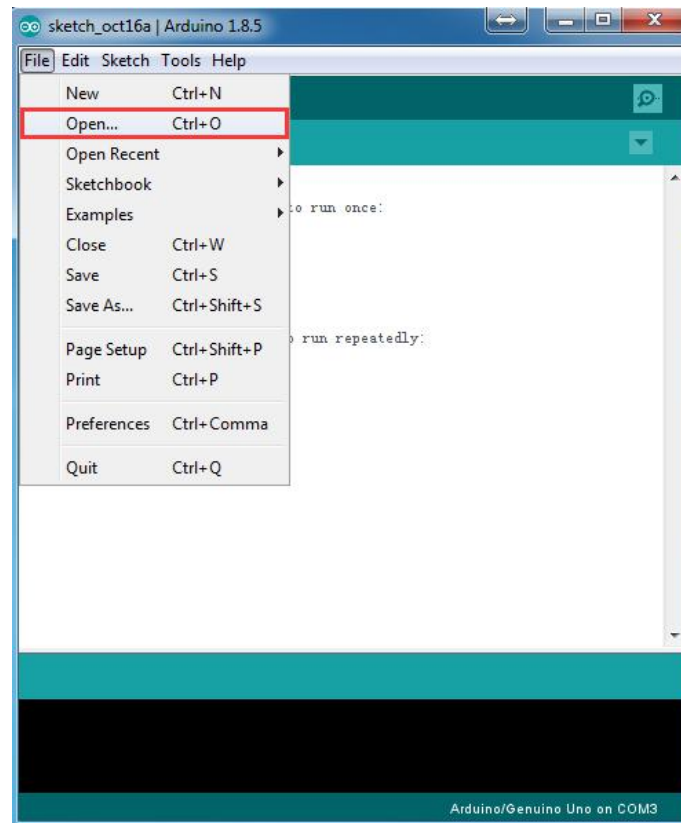 sketch_oct16a | Arduino 1.8.5
File Edit Sketch Tools Help
New Ctrl+N
Open... Ctrl+O
Open Recent
Sketchbook
Examples
to run once:
Close Ctrl+W
Save Ctrl+S
Save As... Ctrl+Shift+S
Page Setup Ctrl+Shift+P
run repeatedly:
Print Ctrl+P
Preferences Ctrl+Comma
Quit Ctrl+Q
Arduino/Genuino Uno on COM3